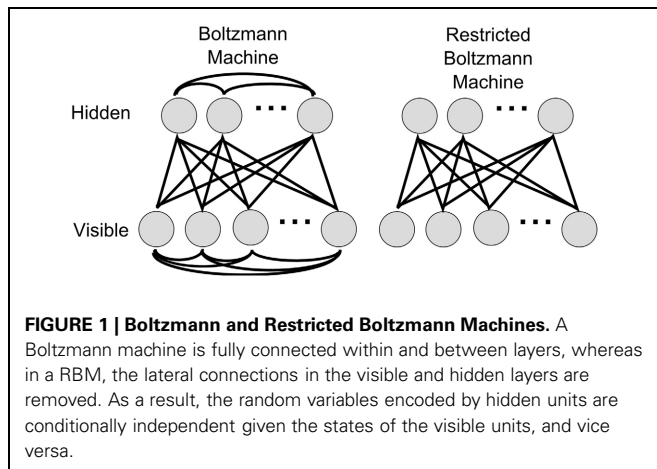 Boltzmann
Machine
Restricted
Boltzmann
Machine
Hidden
Visible
FIGURE 1 | Boltzmann and Restricted Boltzmann Machines. A
Boltzmann machine is fully connected within and between layers, whereas
in a RBM, the lateral connections in the visible and hidden layers are
removed. As a result, the random variables encoded by hidden units are
conditionally independent given the states of the visible units, and vice
versa.